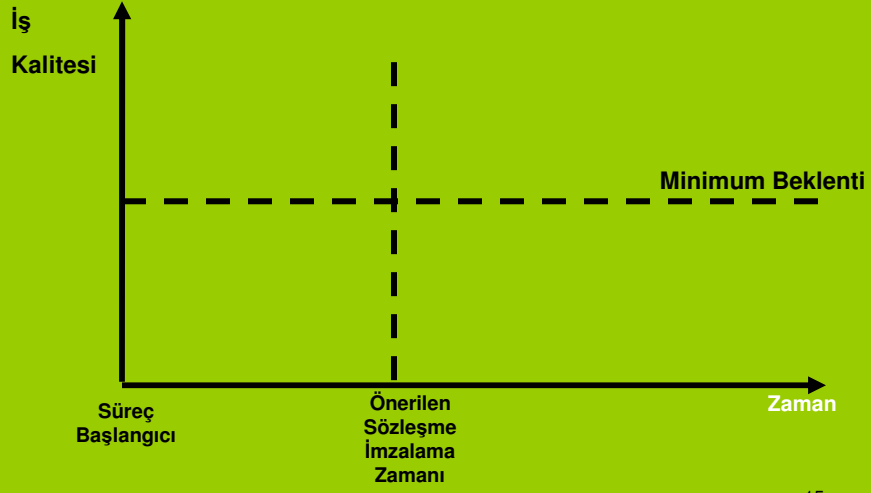 İş
Kalitesi
Minimum Beklenti
Zaman
Süreç
Başlangıcı
Önerilen
Sözleşme
İmzalama
Zamanı